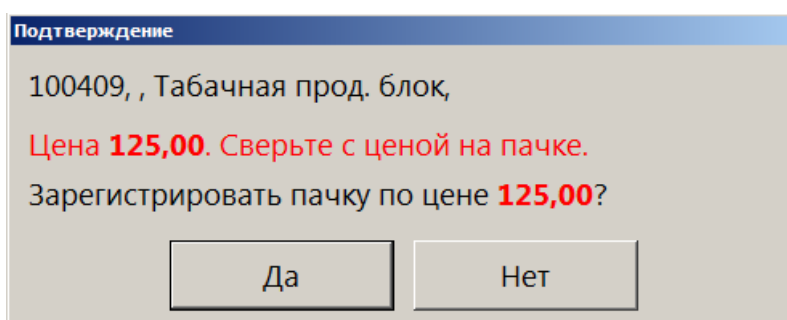 Подтверждение
100409, , Табачная прод. блок,
Цена 125,00. Сверьте с ценой на пачке.
Зарегистрировать пачку по цене 125,00?
Да
Нет